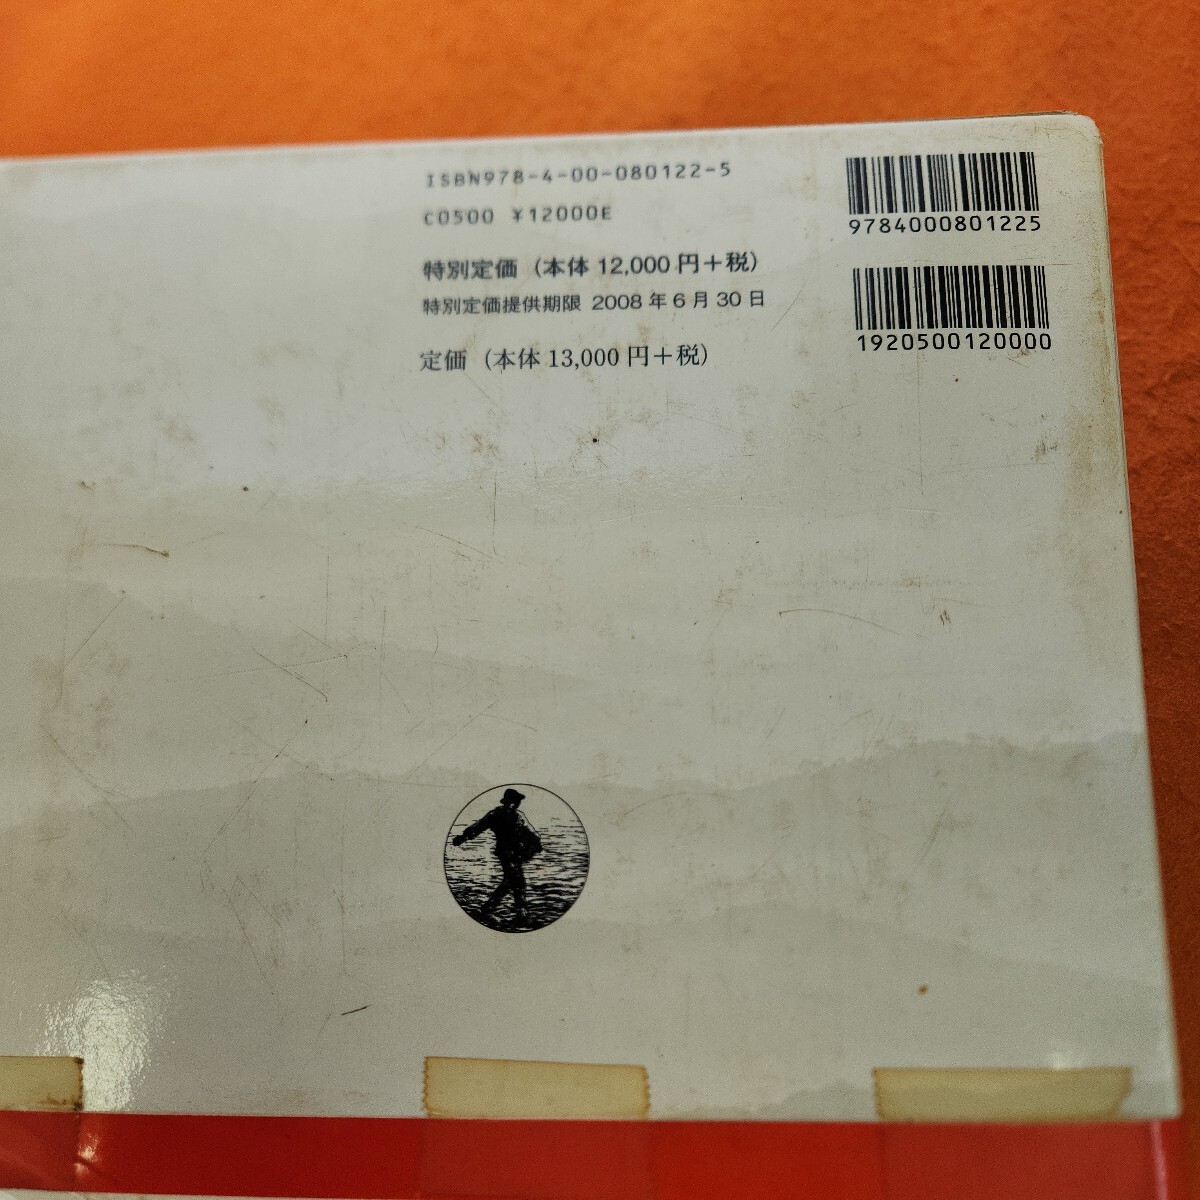 ISBN978-4-00-080122-5
C0500 ¥12000E
特別定価（本体 12,000 円＋税）
特別定価提供期限 2008 年 6 月 30 日
定価（本体 13,000 円＋税）
9784000801225
1920500120000